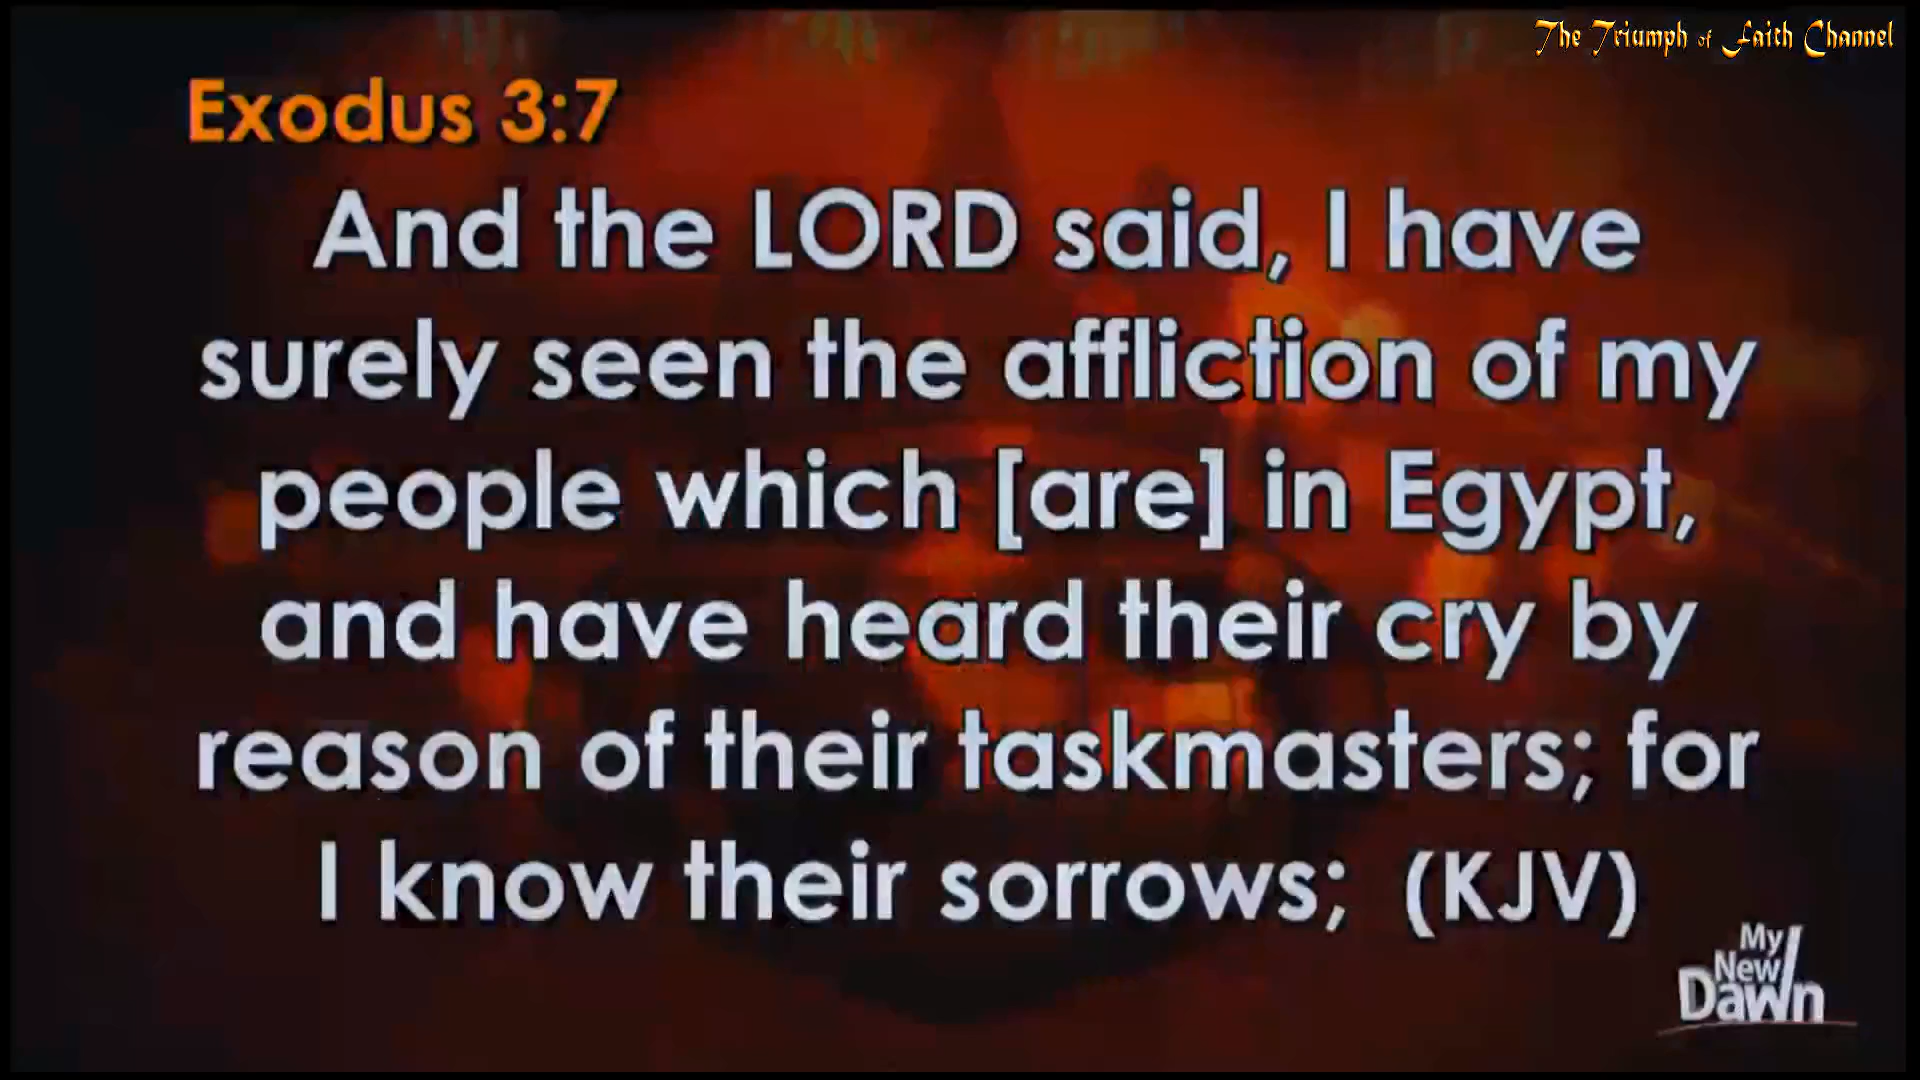 The Triumph of Faith Channel
Exodus 3:7
And the LORD said, I have
surely seen the affliction of my
people which [are] in Egypt,
and have heard their cry by
reason of their taskmasters; for
I know their sorrows; (KJV)
My
New
Dawn